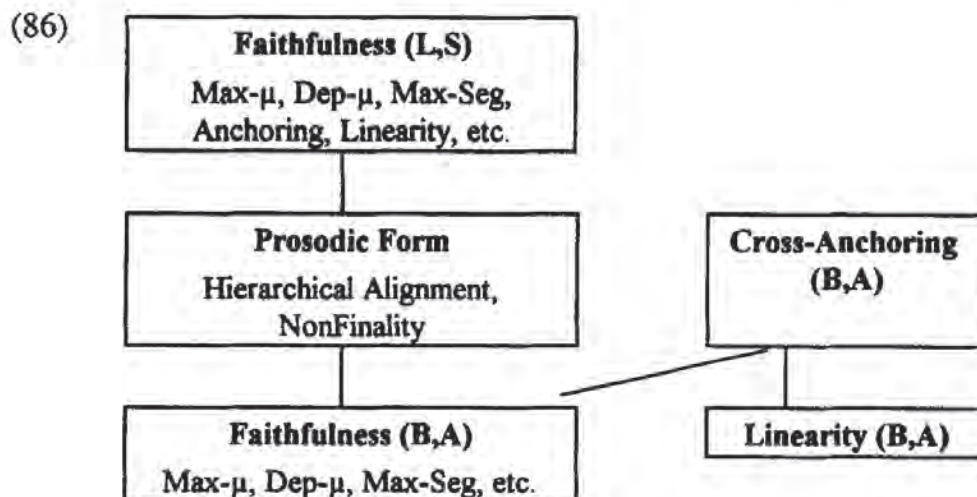 (86)
Faithfulness (L,S)
Max-μ, Dep-μ, Max-Seg,
Anchoring, Linearity, etc.
Prosodic Form
Hierarchical Alignment,
NonFinality
Cross-Anchoring
(B,A)
Faithfulness (B,A)
Max-μ, Dep-μ, Max-Seg, etc.
Linearity (B,A)